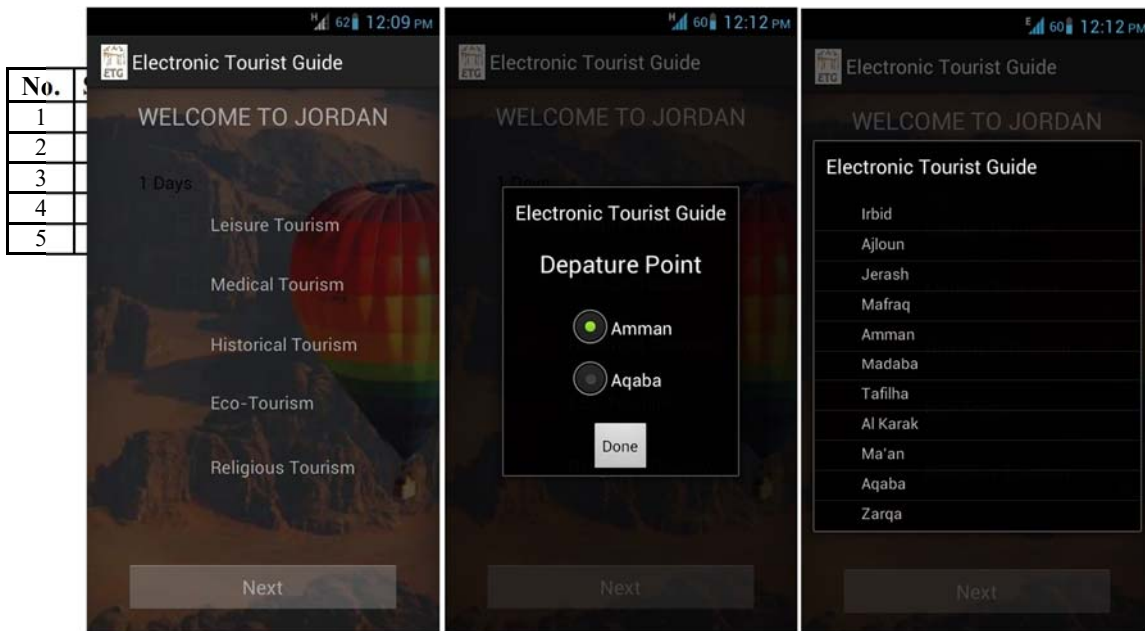 No.
1
2
3
4
5
H 62 12:09 PM
ETG Electronic Tourist Guide
WELCOME TO JORDAN
1 Days
Leisure Tourism
Medical Tourism
Historical Tourism
Eco-Tourism
Religious Tourism
Next
H 60 12:12 PM
ETG Electronic Tourist Guide
WELCOME TO JORDAN
1 Days
Electronic Tourist Guide
Depature Point
Amman
Aqaba
Done
Next
E 60 12:12 PM
ETG Electronic Tourist Guide
WELCOME TO JORDAN
Electronic Tourist Guide
Irbid
Ajloun
Jerash
Mafraq
Amman
Madaba
Tafilha
Al Karak
Ma'an
Aqaba
Zarqa
Next